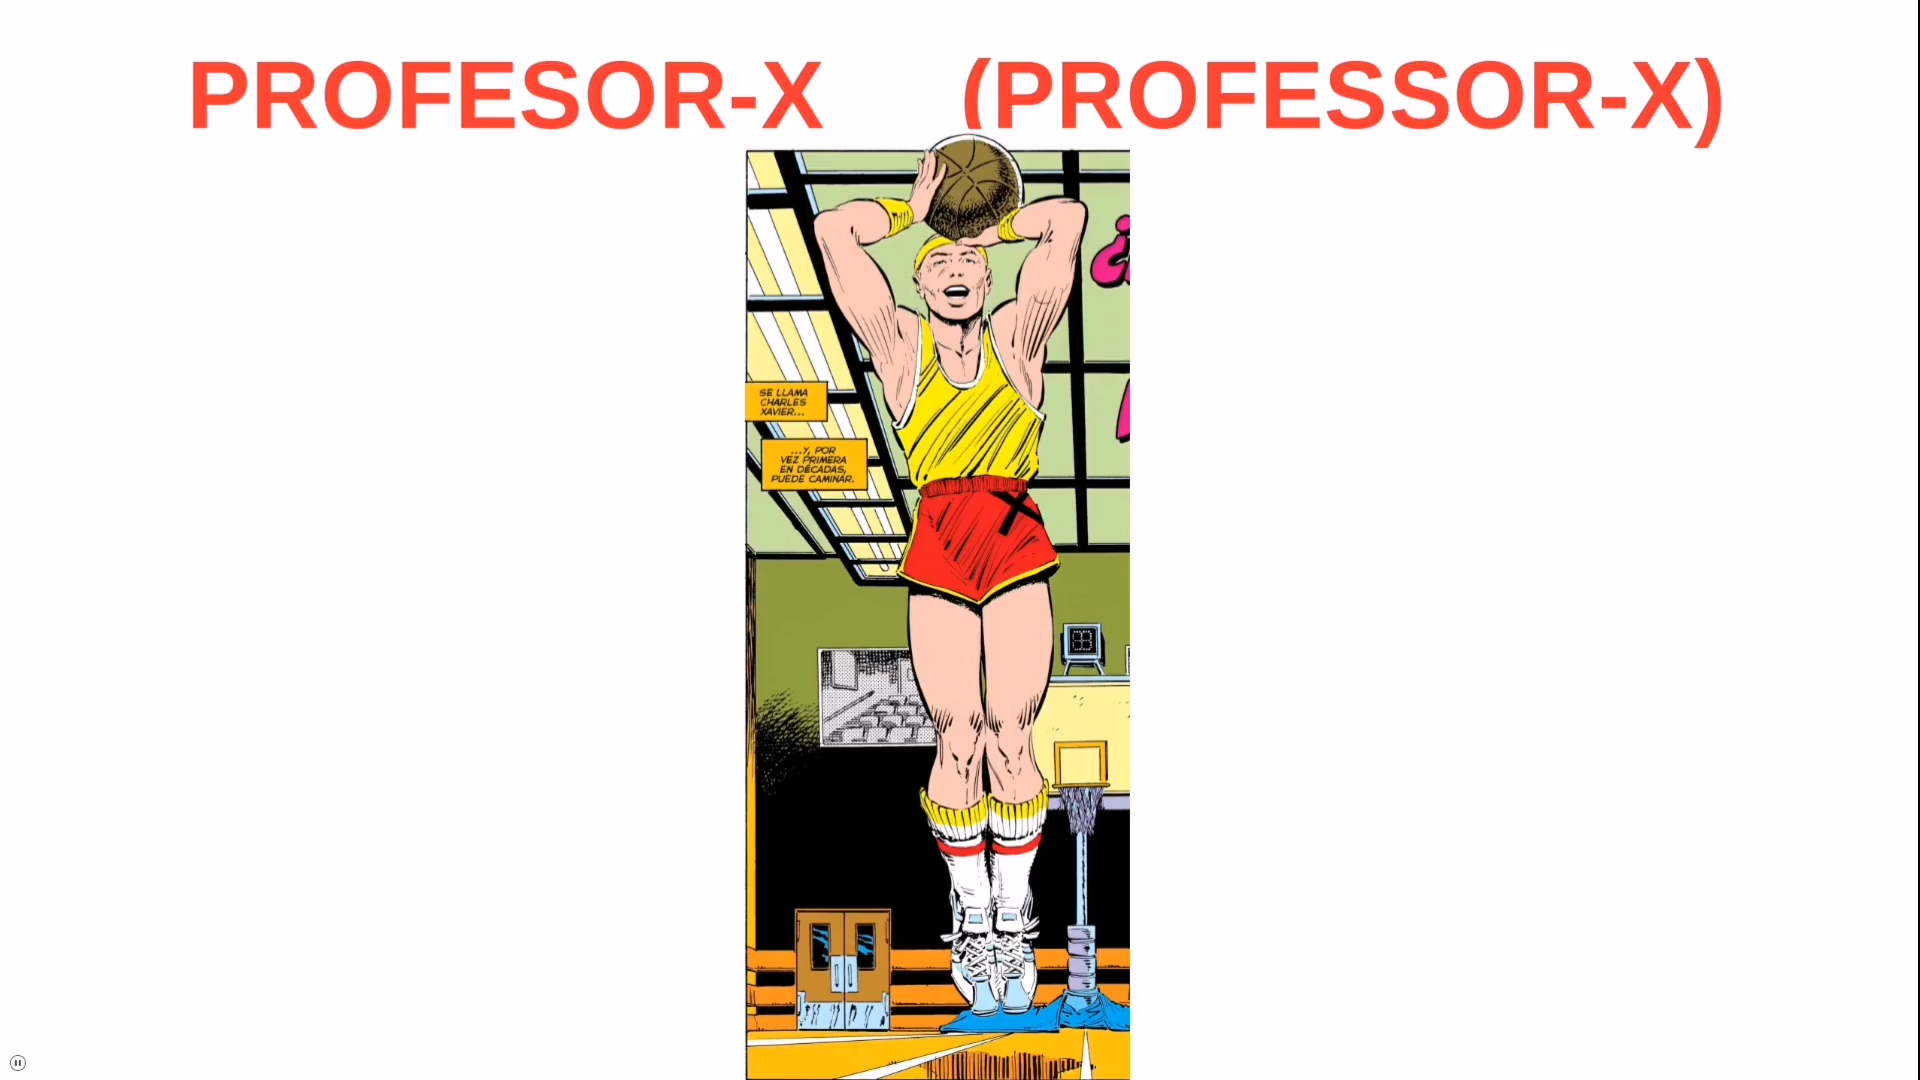 PROFESOR-X (PROFESSOR-X)
SE LLAMA
CHARLES
XAVIER...
...Y, POR
VEZ PRIMERA
EN DÉCADAS,
PUEDE CAMINAR.
X